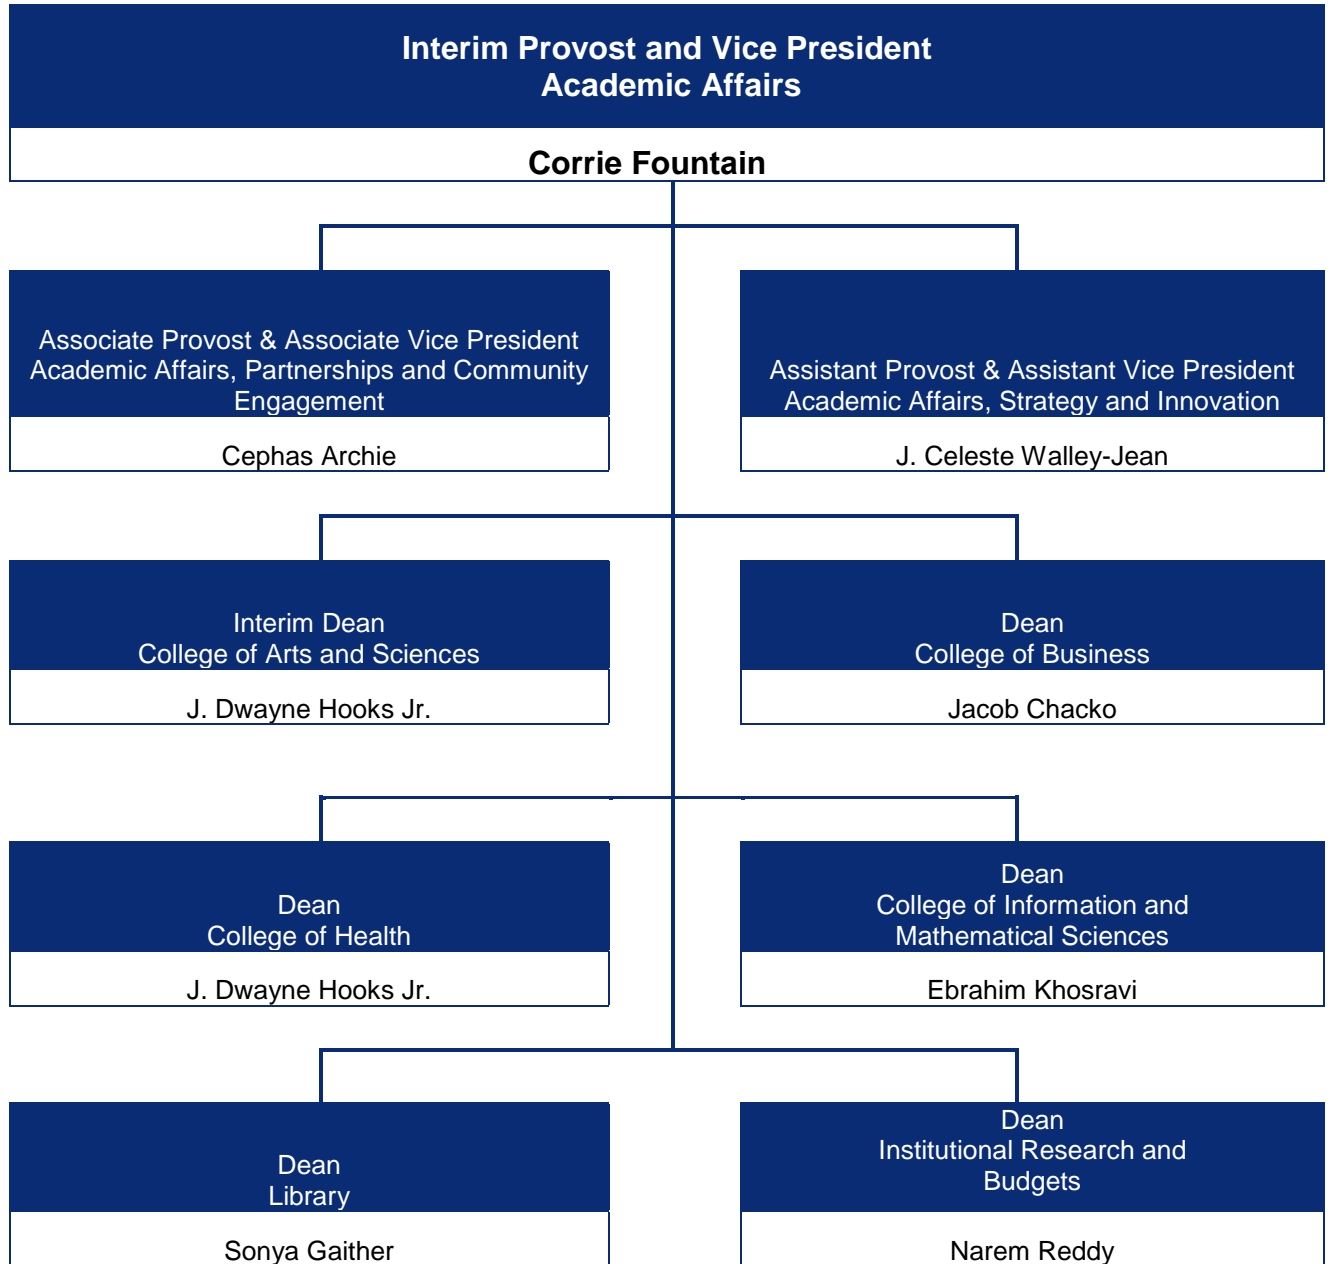 Interim Provost and Vice President
Academic Affairs
Corrie Fountain
Associate Provost & Associate Vice President
Academic Affairs, Partnerships and Community
Engagement
Cephas Archie
Assistant Provost & Assistant Vice President
Academic Affairs, Strategy and Innovation
J. Celeste Walley-Jean
Interim Dean
College of Arts and Sciences
J. Dwayne Hooks Jr.
Dean
College of Business
Jacob Chacko
Dean
College of Health
J. Dwayne Hooks Jr.
Dean
College of Information and
Mathematical Sciences
Ebrahim Khosravi
Dean
Library
Sonya Gaither
Dean
Institutional Research and
Budgets
Narem Reddy